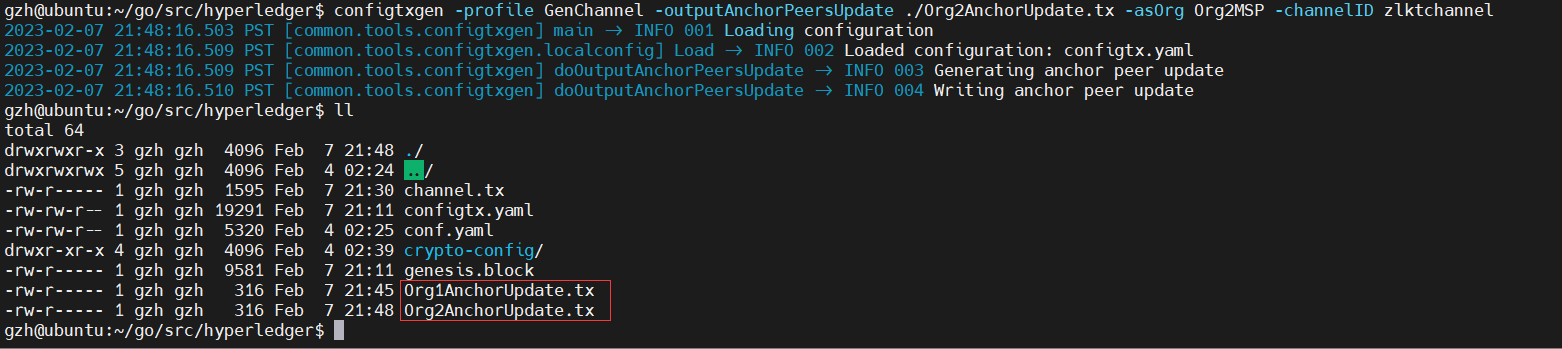 gzh@ubuntu:~/go/src/hyperledger$ configtxgen -profile GenChannel -outputAnchorPeersUpdate ./Org2AnchorUpdate.tx -asOrg Org2MSP -channelID zlktchannel
2023-02-07 21:48:16.503 PST [common.tools.configtxgen] main -> INFO 001 Loading configuration
2023-02-07 21:48:16.509 PST [common.tools.configtxgen.localconfig] Load -> INFO 002 Loaded configuration: configtx.yaml
2023-02-07 21:48:16.509 PST [common.tools.configtxgen] doOutputAnchorPeersUpdate -> INFO 003 Generating anchor peer update
2023-02-07 21:48:16.510 PST [common.tools.configtxgen] doOutputAnchorPeersUpdate -> INFO 004 Writing anchor peer update
gzh@ubuntu:~/go/src/hyperledger$ ll
total 64
drwxrwxr-x 3 gzh gzh  4096 Feb  7 21:48 ./
drwxrwxrwx 5 gzh gzh  4096 Feb  4 02:24 ../
-rw-r----- 1 gzh gzh  1595 Feb  7 21:30 channel.tx
-rw-rw-r-- 1 gzh gzh 19291 Feb  7 21:11 configtx.yaml
-rw-rw-r-- 1 gzh gzh  5320 Feb  4 02:25 conf.yaml
drwxr-xr-x 4 gzh gzh  4096 Feb  4 02:39 crypto-config/
-rw-r----- 1 gzh gzh  9581 Feb  7 21:11 genesis.block
-rw-r----- 1 gzh gzh   316 Feb  7 21:45 Org1AnchorUpdate.tx
-rw-r----- 1 gzh gzh   316 Feb  7 21:48 Org2AnchorUpdate.tx
gzh@ubuntu:~/go/src/hyperledger$